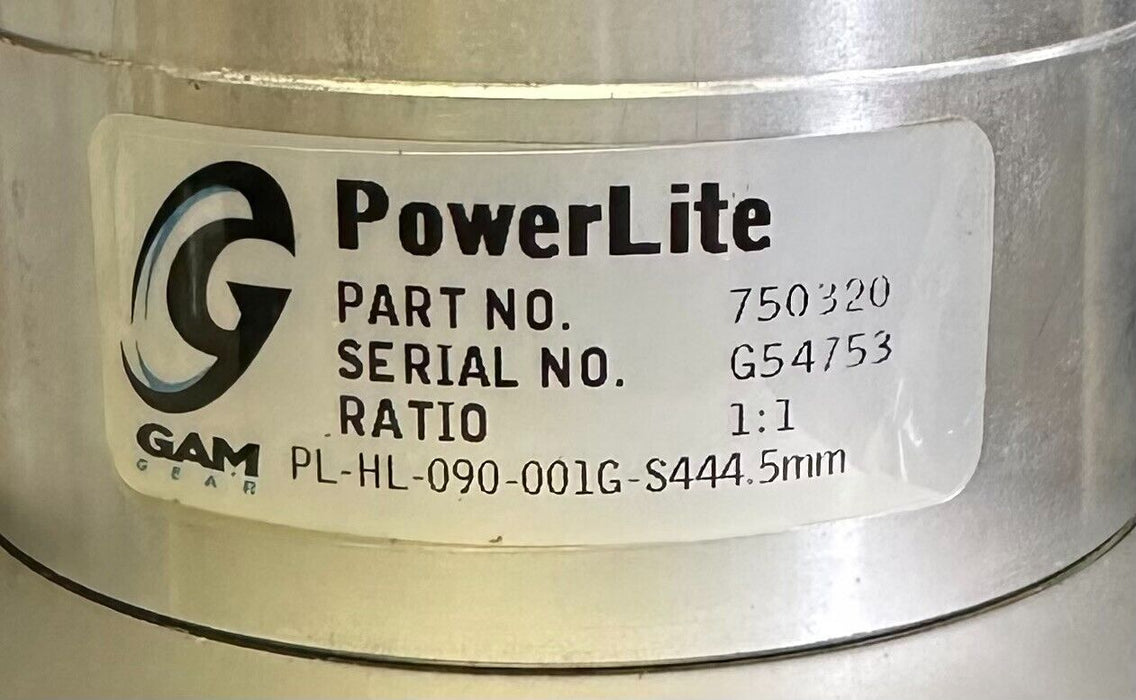 PowerLite
PART NO. 750320
SERIAL NO. G54753
RATIO 1:1
GAM
GEAR
PL-HL-090-001G-S444.5mm